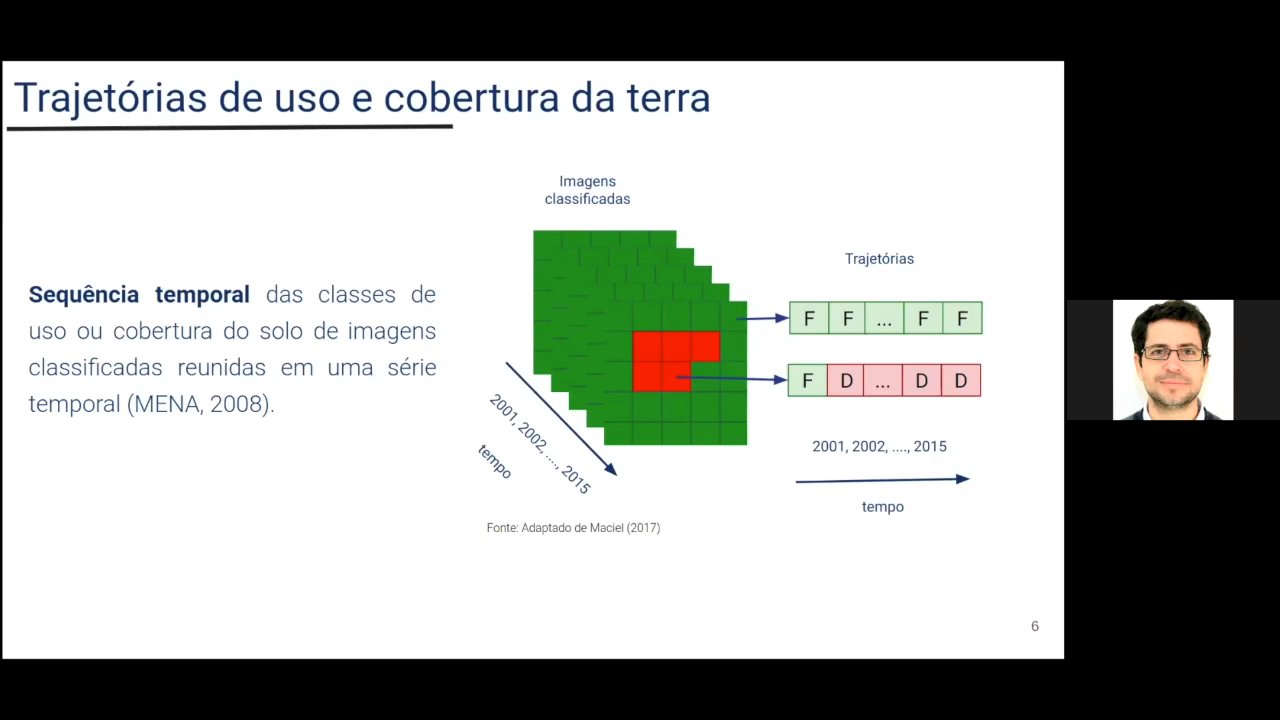 Trajetórias de uso e cobertura da terra
Sequência temporal das classes de
uso ou cobertura do solo de imagens
classificadas reunidas em uma série
temporal (MENA, 2008).
Imagens
classificadas
2001, 2002, ...., 2015
tempo
Fonte: Adaptado de Maciel (2017)
Trajetórias
F F ... F F
F D ... D D
2001, 2002, ...., 2015
tempo
6